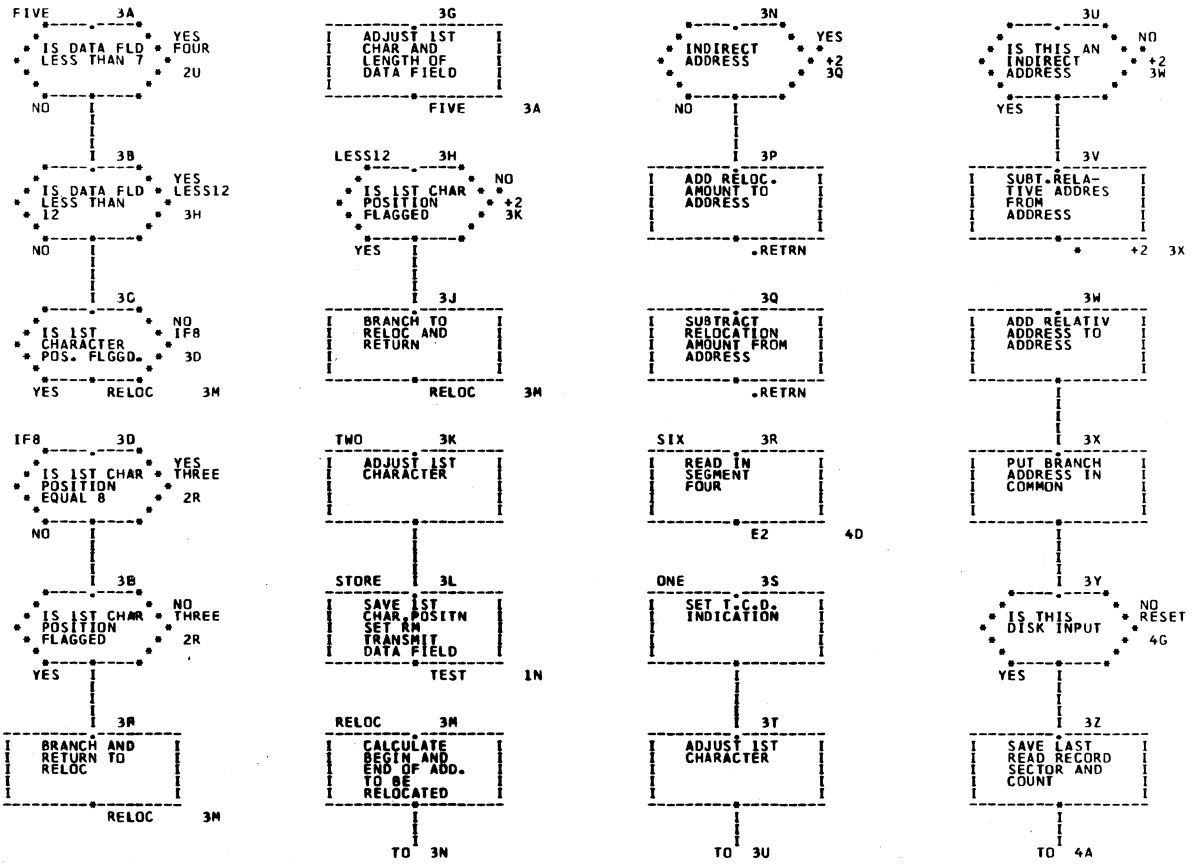 FIVE 3A
IS DATA FLD
LESS THAN 7
YES
FOUR
2U
NO
3B
IS DATA FLD
LESS THAN
12
YES
LESS12
3H
NO
3C
IS 1ST
CHARACTER
POS. FLGGD.
NO
IF8
3D
YES RELOC 3M
IF8 3D
IS 1ST CHAR
POSITION
EQUAL 8
YES
THREE
2R
NO
3B
IS 1ST CHAR
POSITION
FLAGGED
NO
THREE
2R
YES
3R
BRANCH AND
RETURN TO
RELOC
RELOC 3M
3G
ADJUST 1ST
CHAR AND
LENGTH OF
DATA FIELD
FIVE 3A
LESS12 3H
IS 1ST CHAR
POSITION
FLAGGED
NO
+2
3K
YES
3J
BRANCH TO
RELOC AND
RETURN
RELOC 3M
TWO 3K
ADJUST 1ST
CHARACTER
STORE 3L
SAVE 1ST
CHAR.POSITN
SET RM
TRANSMIT
DATA FIELD
TEST 1N
RELOC 3M
CALCULATE
BEGIN AND
END OF ADD.
TO BE
RELOCATED
TO 3N
3N
INDIRECT
ADDRESS
YES
+2
3Q
NO
3P
ADD RELOC.
AMOUNT TO
ADDRESS
.RETRN
3Q
SUBTRACT
RELOCATION
AMOUNT FROM
ADDRESS
.RETRN
SIX 3R
READ IN
SEGMENT
FOUR
E2 4D
ONE 3S
SET T.C.D.
INDICATION
3T
ADJUST 1ST
CHARACTER
TO 3U
3U
IS THIS AN
INDIRECT
ADDRESS
NO
+2
3W
YES
3V
SUBT.RELA-
TIVE ADDRES
FROM
ADDRESS
* +2 3X
3W
ADD RELATIV
ADDRESS TO
ADDRESS
3X
PUT BRANCH
ADDRESS IN
COMMON
3Y
IS THIS
DISK INPUT
NO
RESET
4G
YES
3Z
SAVE LAST
READ RECORD
SECTOR AND
COUNT
TO 4A